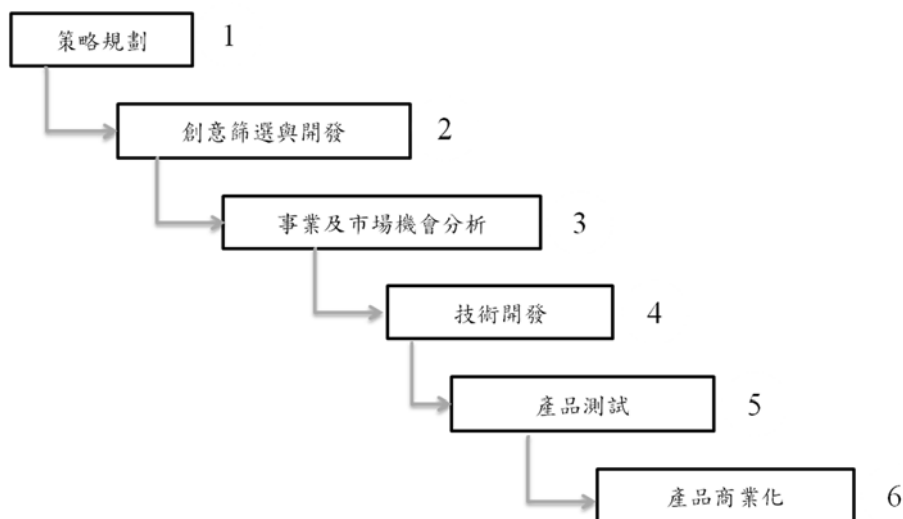 策略規劃 1
創意篩選與開發 2
事業及市場機會分析 3
技術開發 4
產品測試 5
產品商業化 6